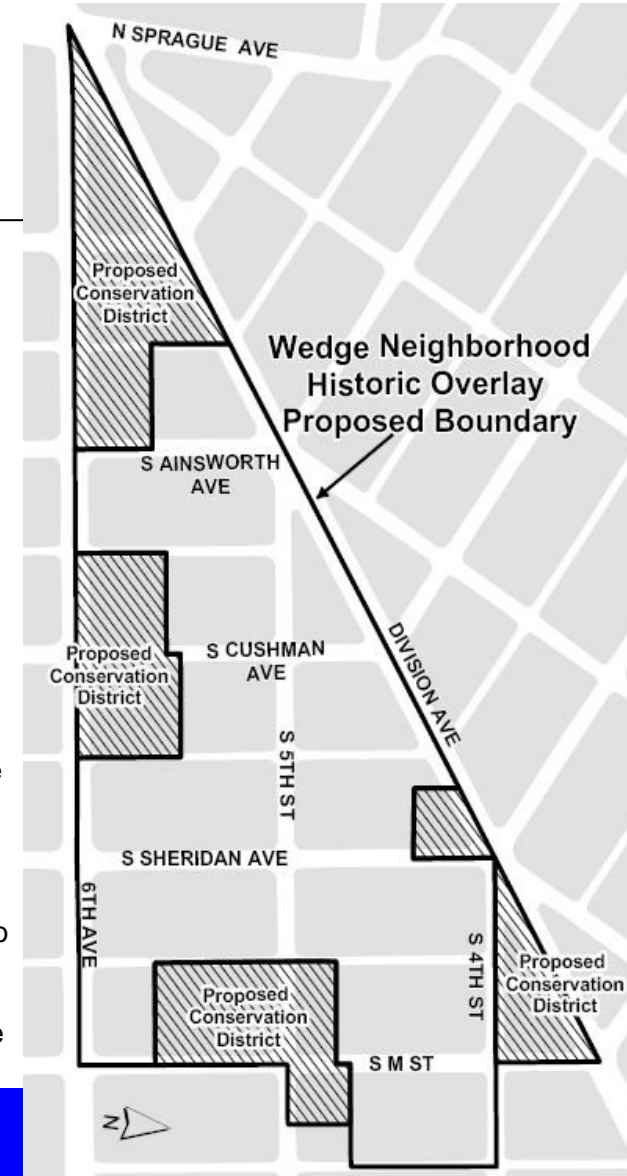 N SPRAGUE AVE
Proposed
Conservation
District
Wedge Neighborhood
Historic Overlay
Proposed Boundary
S AINSWORTH
AVE
Proposed
Conservation
District
S CUSHMAN
AVE
DIVISION AVE
S 5TH ST
e
S SHERIDAN AVE
6TH AVE
o
S 4TH ST
Proposed
Conservation
District
Proposed
Conservation
District
e
S M ST
N